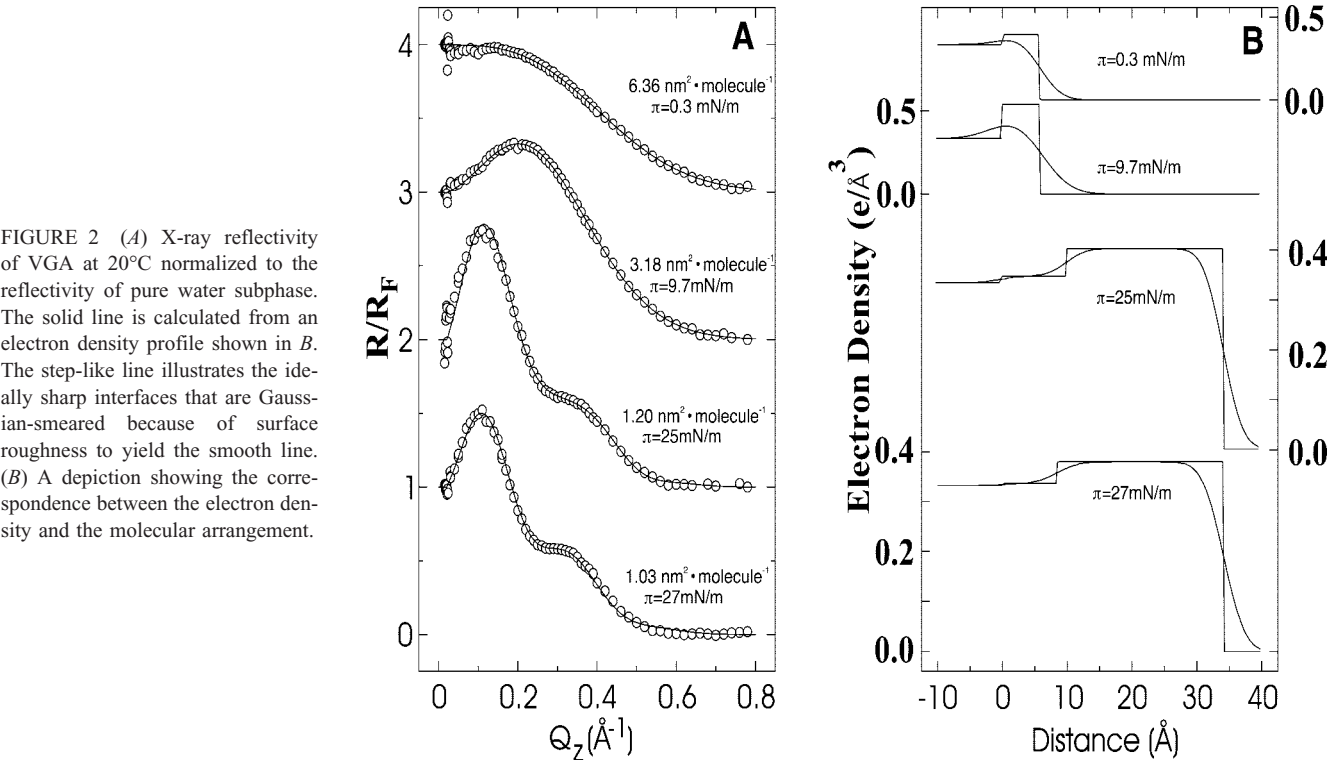 FIGURE 2 (A) X-ray reflectivity
of VGA at 20°C normalized to the
reflectivity of pure water subphase.
The solid line is calculated from an
electron density profile shown in B.
The step-like line illustrates the ide-
ally sharp interfaces that are Gauss-
ian-smeared because of surface
roughness to yield the smooth line.
(B) A depiction showing the corre-
spondence between the electron den-
sity and the molecular arrangement.
A
R/R_F
4
3
2
1
0
6.36 nm²•molecule⁻¹
π=0.3 mN/m
3.18 nm²•molecule⁻¹
π=9.7mN/m
1.20 nm²•molecule⁻¹
π=25mN/m
1.03 nm²•molecule⁻¹
π=27mN/m
0 0.2 0.4 0.6 0.8
Q_z(Å⁻¹)
B
Electron Density (e/Å³)
0.5
0.0
0.4
0.2
0.0
0.5
0.0
0.4
0.2
0.0
π=0.3 mN/m
π=9.7mN/m
π=25mN/m
π=27mN/m
-10 0 10 20 30 40
Distance (Å)